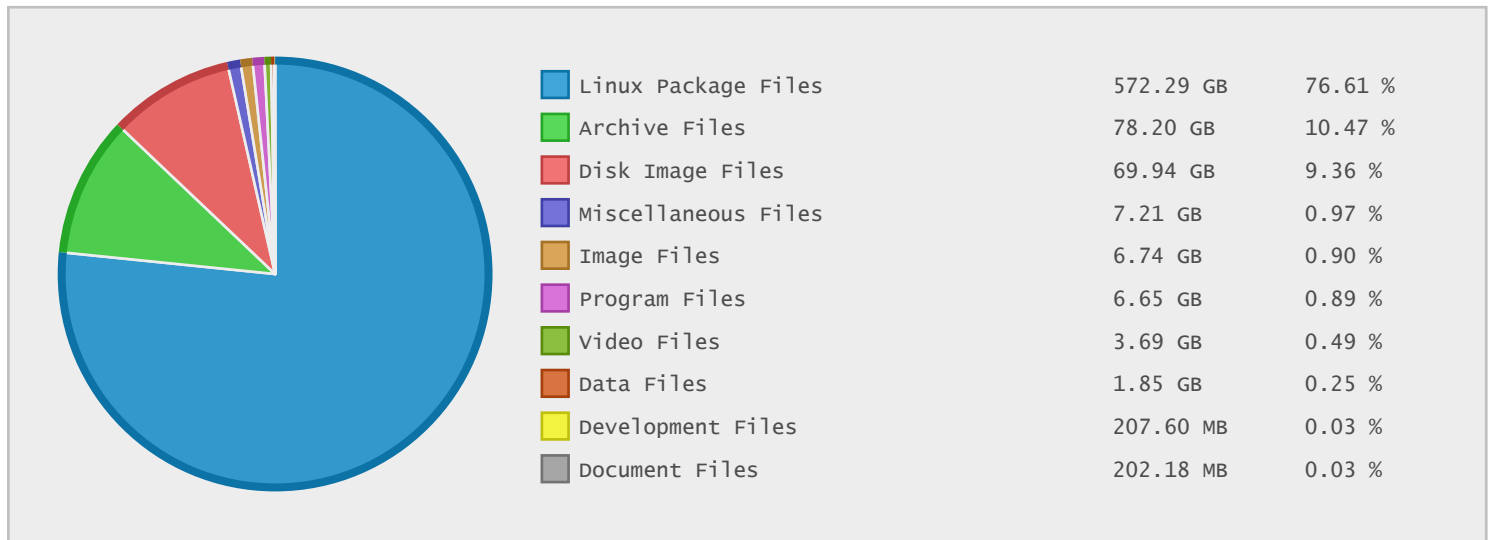 Linux Package Files 572.29 GB 76.61 %
Archive Files 78.20 GB 10.47 %
Disk Image Files 69.94 GB 9.36 %
Miscellaneous Files 7.21 GB 0.97 %
Image Files 6.74 GB 0.90 %
Program Files 6.65 GB 0.89 %
Video Files 3.69 GB 0.49 %
Data Files 1.85 GB 0.25 %
Development Files 207.60 MB 0.03 %
Document Files 202.18 MB 0.03 %